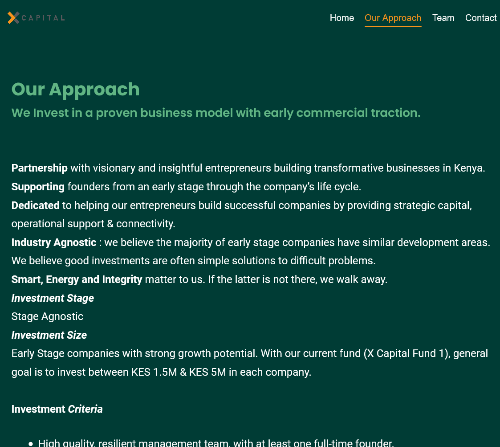 X CAPITAL
Home Our Approach Team Contact
Our Approach
We Invest in a proven business model with early commercial traction.
Partnership with visionary and insightful entrepreneurs building transformative businesses in Kenya.
Supporting founders from an early stage through the company's life cycle.
Dedicated to helping our entrepreneurs build successful companies by providing strategic capital,
operational support & connectivity.
Industry Agnostic : we believe the majority of early stage companies have similar development areas.
We believe good investments are often simple solutions to difficult problems.
Smart, Energy and Integrity matter to us. If the latter is not there, we walk away.
Investment Stage
Stage Agnostic
Investment Size
Early Stage companies with strong growth potential. With our current fund (X Capital Fund 1), general
goal is to invest between KES 1.5M & KES 5M in each company.
Investment Criteria
• High quality, resilient management team, with at least one full-time founder.